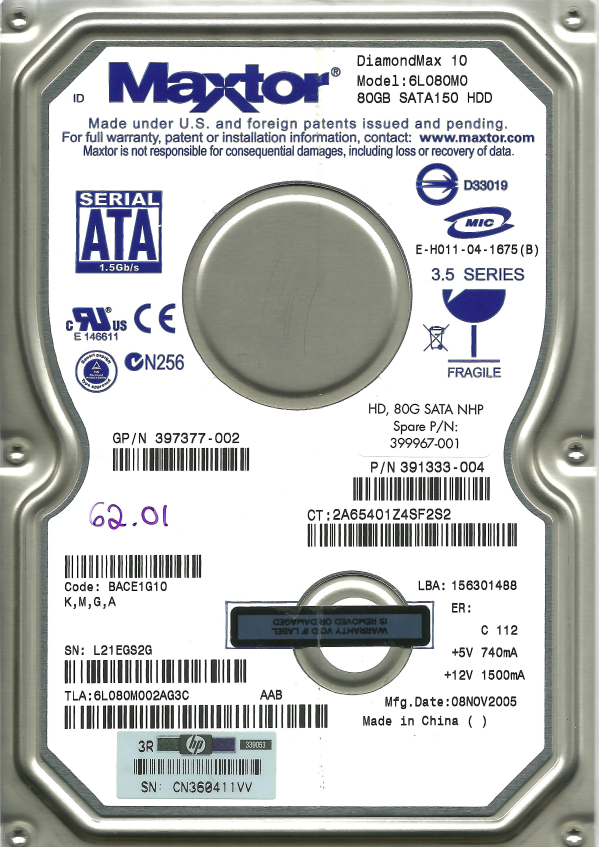 DiamondMax 10
Maxtor®
Model:6L080M0
ID
80GB SATA150 HDD
Made under U.S. and foreign patents issued and pending.
For full warranty, patent or installation information, contact: www.maxtor.com
Maxtor is not responsible for consequential damages, including loss or recovery of data.
D33019
SERIAL
ATA
1.5Gb/s
MIC
E-H011-04-1675(B)
3.5 SERIES
c RU US CE
E 146611
N256
FRAGILE
HD, 80G SATA NHP
Spare P/N:
399967-001
GP/N 397377-002
P/N 391333-004
62.01
CT:2A65401Z4SF2S2
Code: BACE1G10
K,M,G,A
LBA: 156301488
ER:
WARRANTY VOID IF LABEL
IS REMOVED OR DAMAGED
C 112
SN: L21EGS2G
+5V 740mA
+12V 1500mA
TLA:6L080M002AG3C AAB
Mfg.Date:08NOV2005
Made in China ( )
3R hp 339053
SN: CN360411VV